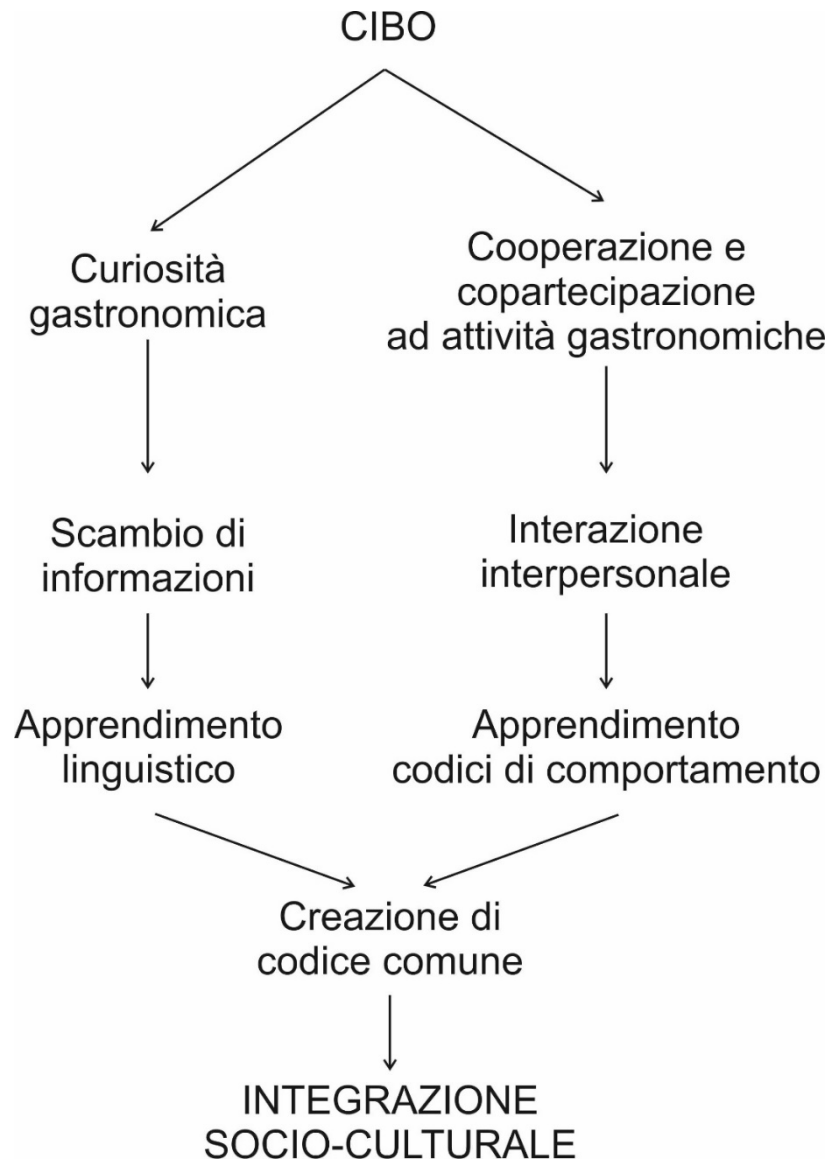 CIBO
Curiosità
gastronomica
Cooperazione e
copartecipazione
ad attività gastronomiche
Scambio di
informazioni
Interazione
interpersonale
Apprendimento
linguistico
Apprendimento
codici di comportamento
Creazione di
codice comune
INTEGRAZIONE
SOCIO-CULTURALE